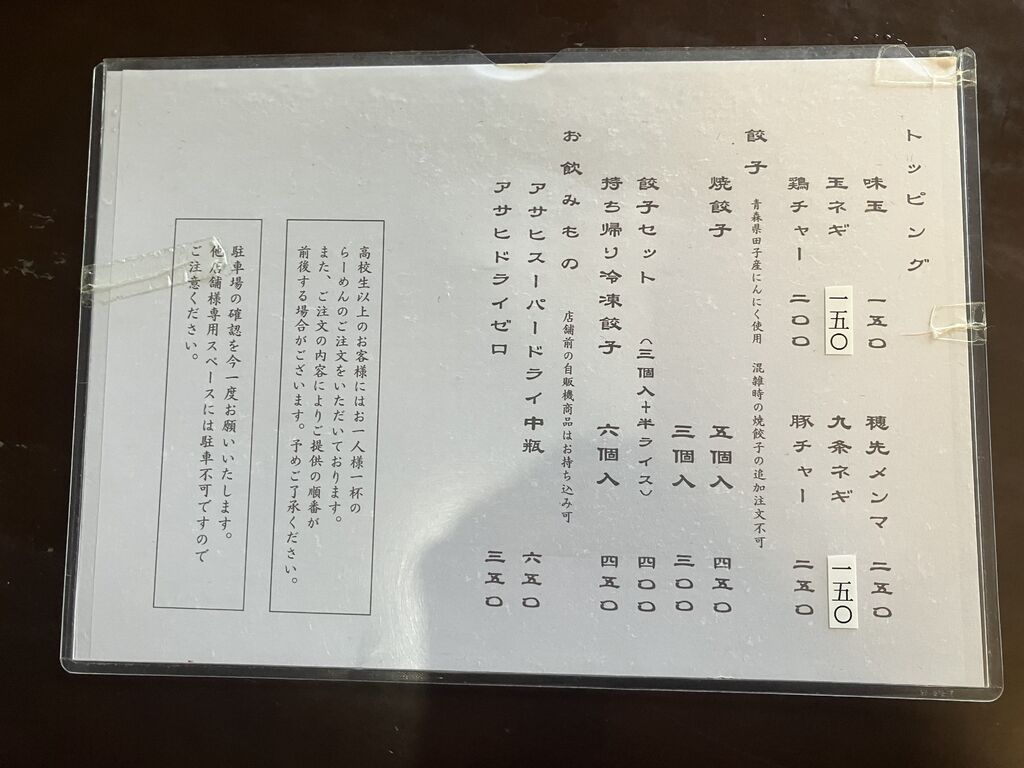 トッピング
味玉 一五〇 穂先メンマ 二五〇
玉ネギ 一五〇 九条ネギ 一五〇
鶏チャー 二〇〇 豚チャー 二五〇
餃子 青森県田子産にんにく使用 混雑時の焼餃子の追加注文不可
焼餃子 五個入 四五〇
三個入 三〇〇
餃子セット (三個入+半ライス) 四〇〇
持ち帰り冷凍餃子 六個入 四五〇
お飲みもの 店舗前の自販機商品はお持ち込み可
アサヒスーパードライ中瓶 六五〇
アサヒドライゼロ 三五〇
高校生以上のお客様にはお一人様一杯の
らーめんのご注文をいただいております。
また、ご注文の内容によりご提供の順番が
前後する場合がございます。予めご了承ください。
駐車場の確認を今一度お願いいたします。
他店舗様専用スペースには駐車不可ですので
ご注意ください。